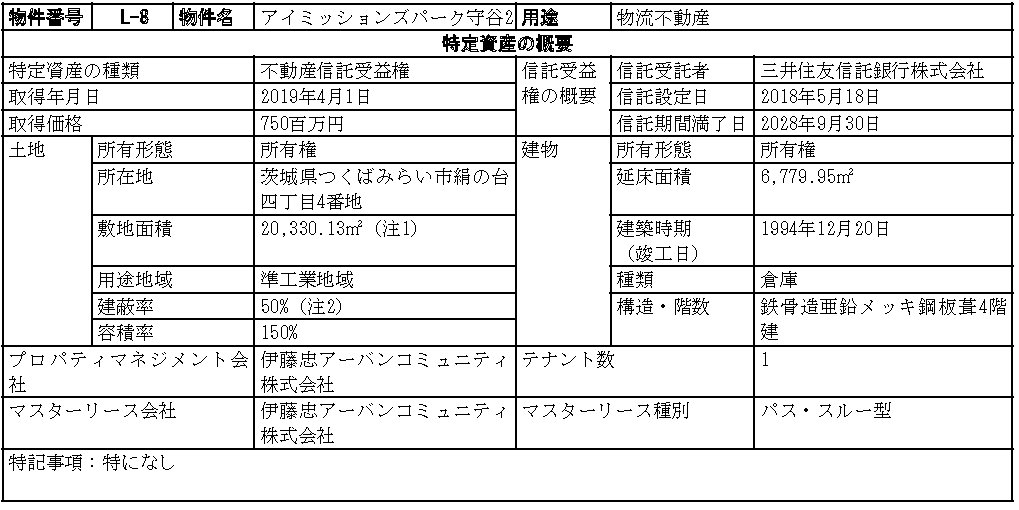 物件番号 L-8 物件名 アイミッションズパーク守谷2 用途 物流不動産
特定資産の概要
特定資産の種類 不動産信託受益権 信託受益権の概要 信託受託者 三井住友信託銀行株式会社
取得年月日 2019年4月1日 信託設定日 2018年5月18日
取得価格 750百万円 信託期間満了日 2028年9月30日
土地 所有形態 所有権 建物 所有形態 所有権
所在地 茨城県つくばみらい市絹の台 延床面積 6,779.95㎡
四丁目4番地
敷地面積 20,330.13㎡（注1） 建築時期 1994年12月20日
（竣工日）
用途地域 準工業地域 種類 倉庫
建蔽率 50%（注2） 構造・階数 鉄骨造亜鉛メッキ鋼板葺4階
容積率 150% 建
プロパティマネジメント会 伊藤忠アーバンコミュニティ テナント数 1
社 株式会社
マスターリース会社 伊藤忠アーバンコミュニティ マスターリース種別 パス・スルー型
株式会社
特記事項：特になし